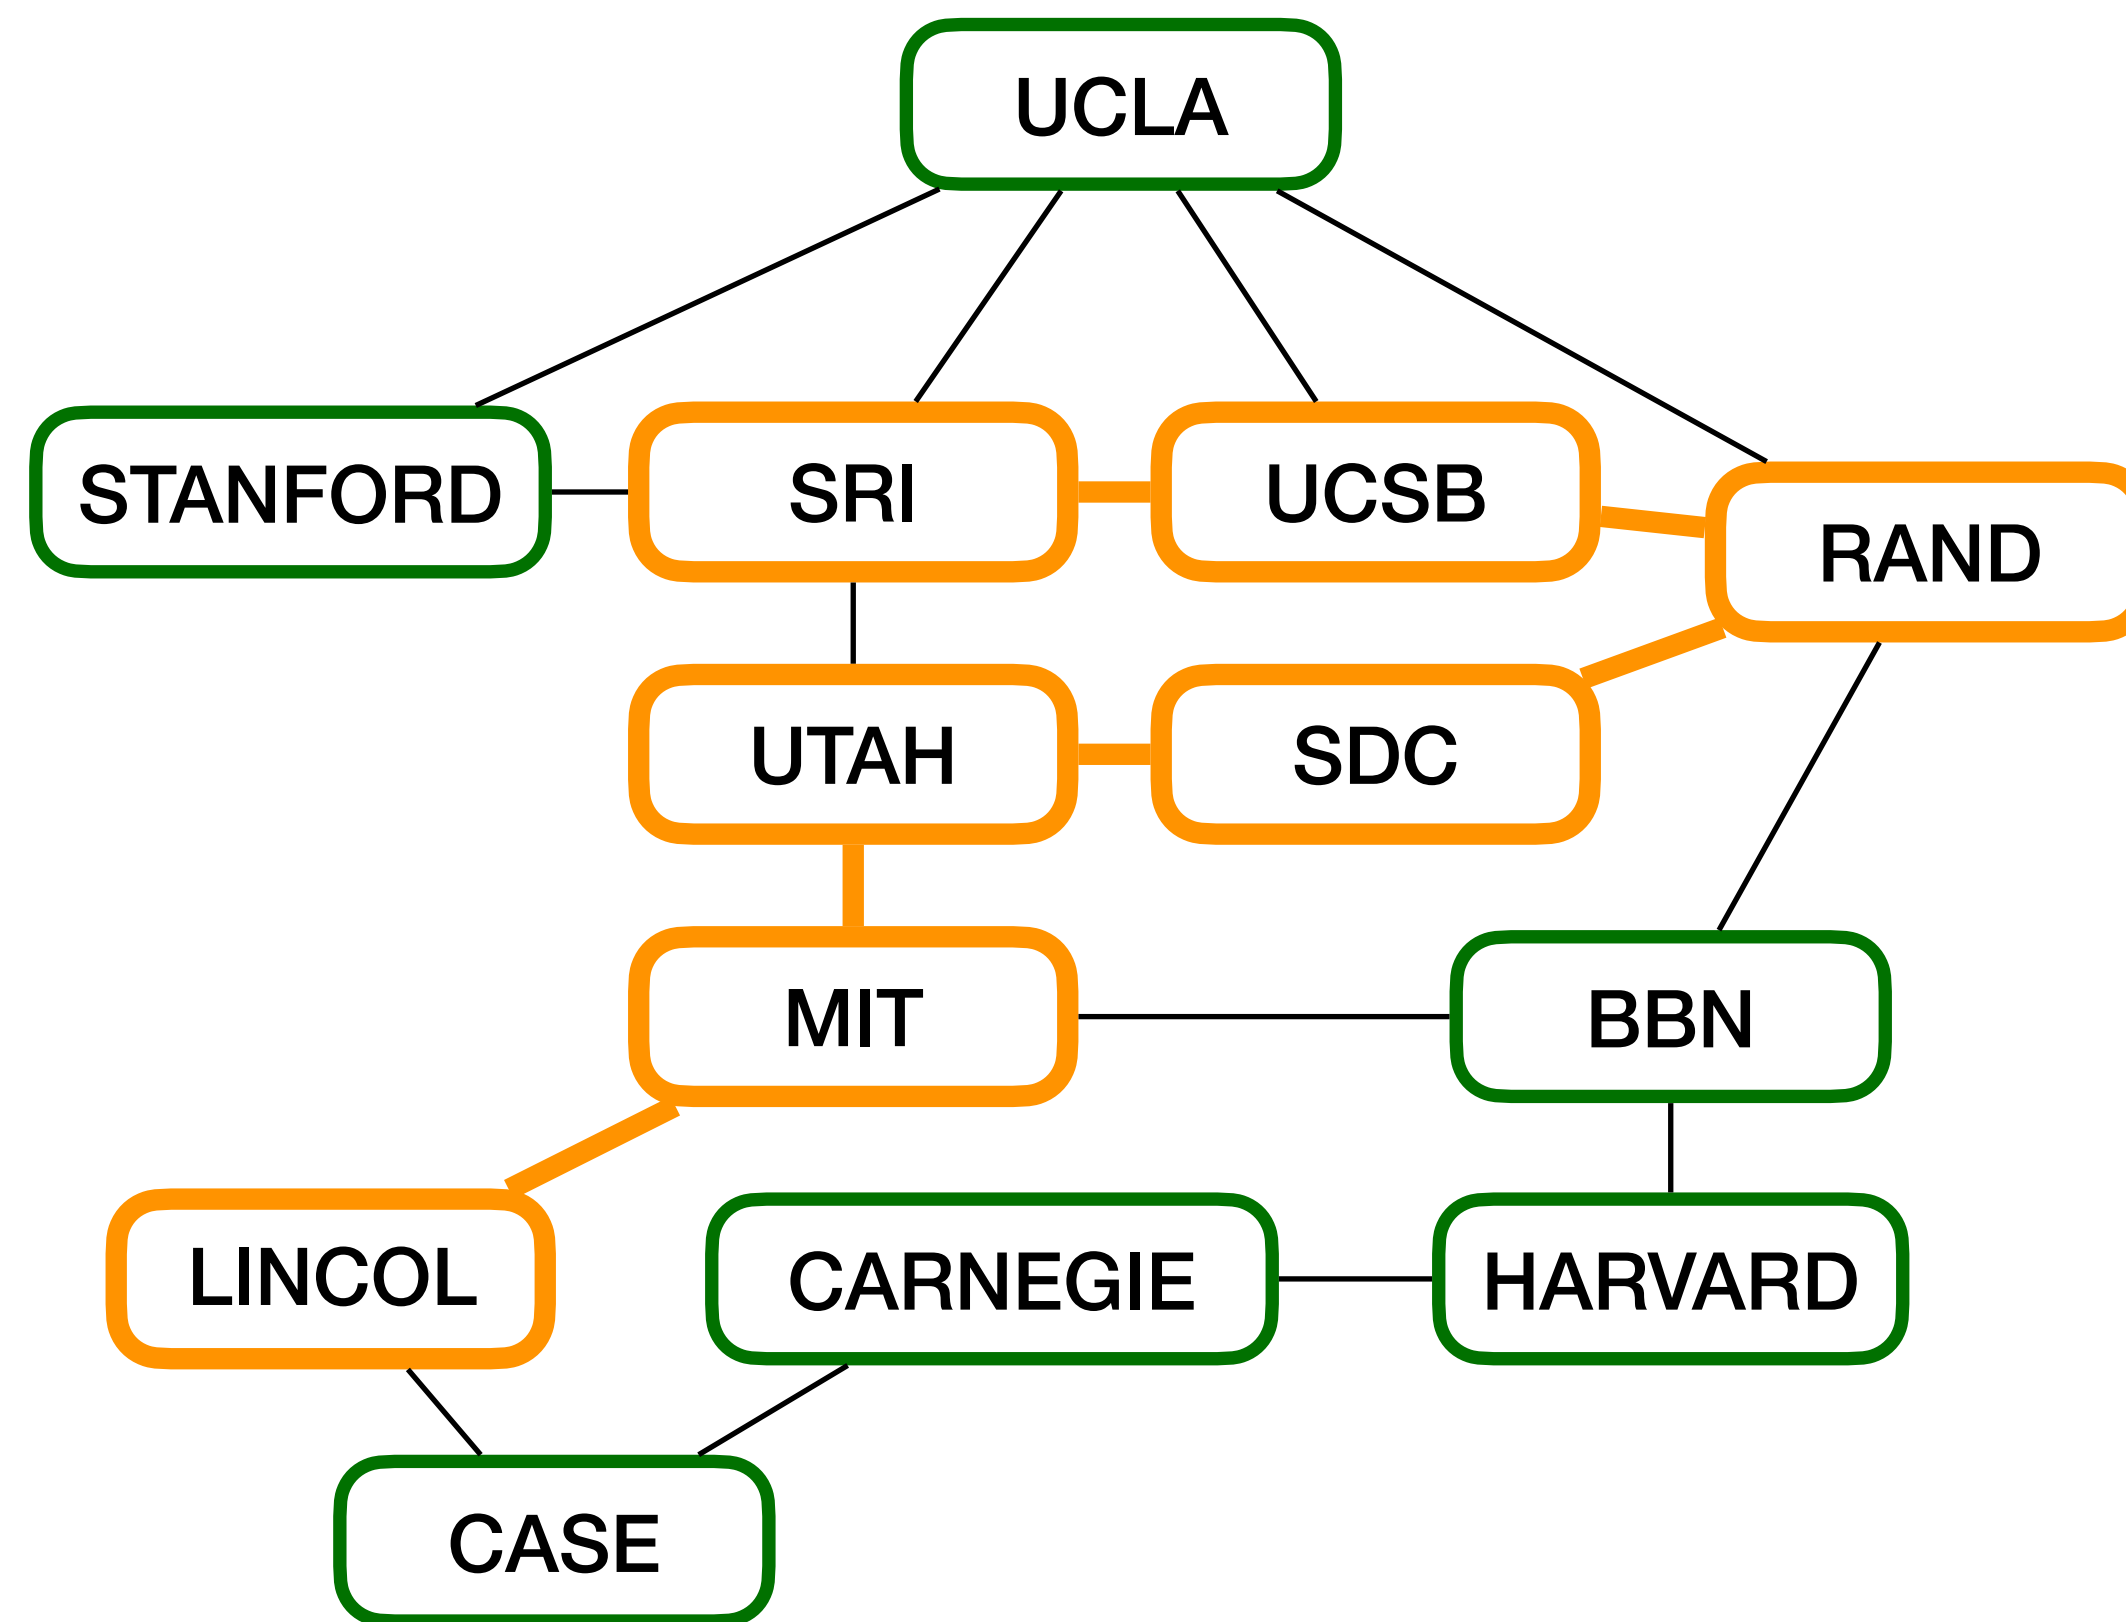 UCLA
STANFORD
SRI
UCSB
RAND
UTAH
SDC
MIT
BBN
LINCOL
CARNEGIE
HARVARD
CASE